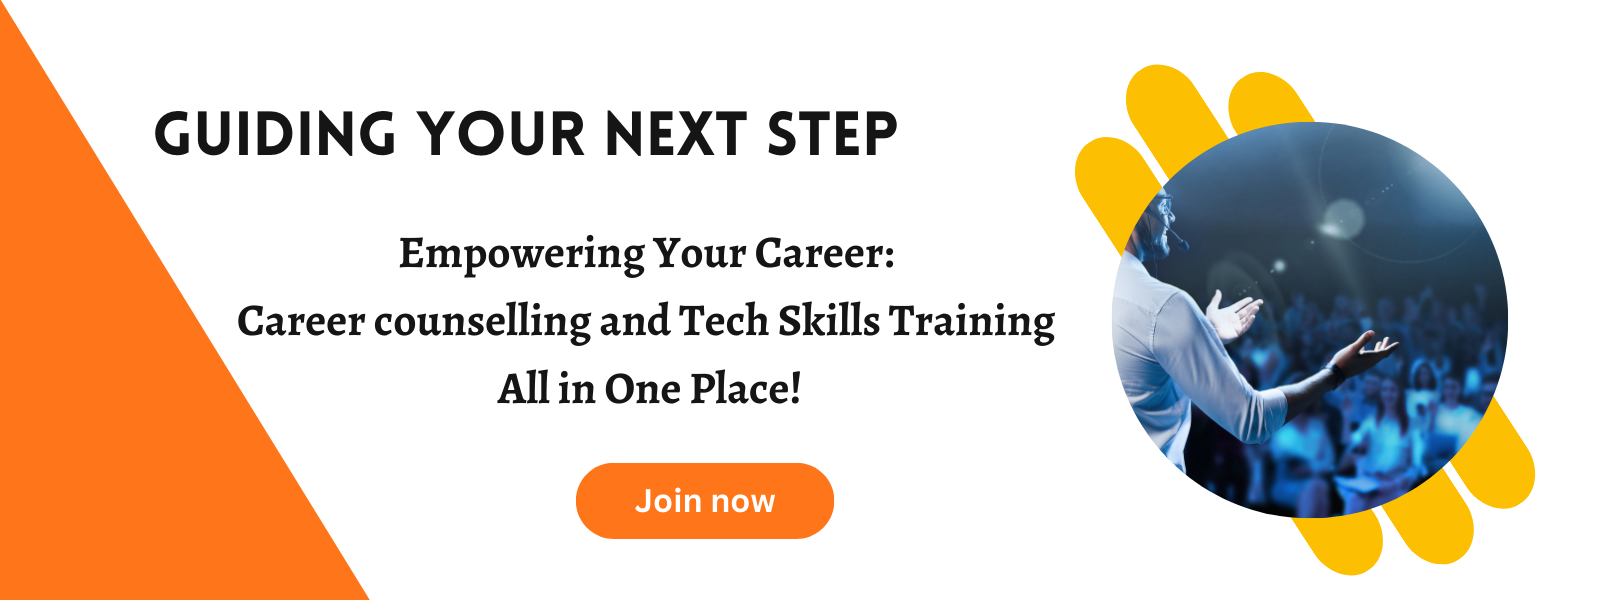 GUIDING YOUR NEXT STEP
Empowering Your Career:
Career counselling and Tech Skills Training
All in One Place!
Join now